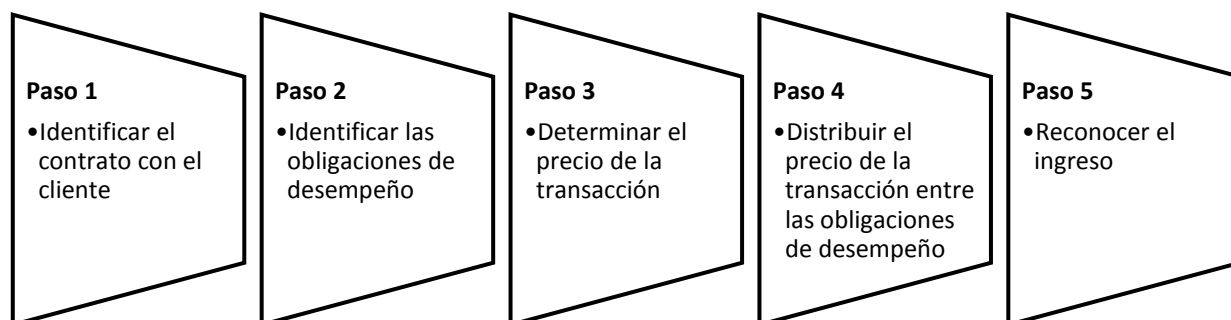 Paso 1
•Identificar el
contrato con el
cliente
Paso 2
•Identificar las
obligaciones de
desempeño
Paso 3
•Determinar el
precio de la
transacción
Paso 4
•Distribuir el
precio de la
transacción entre
las obligaciones
de desempeño
Paso 5
•Reconocer el
ingreso